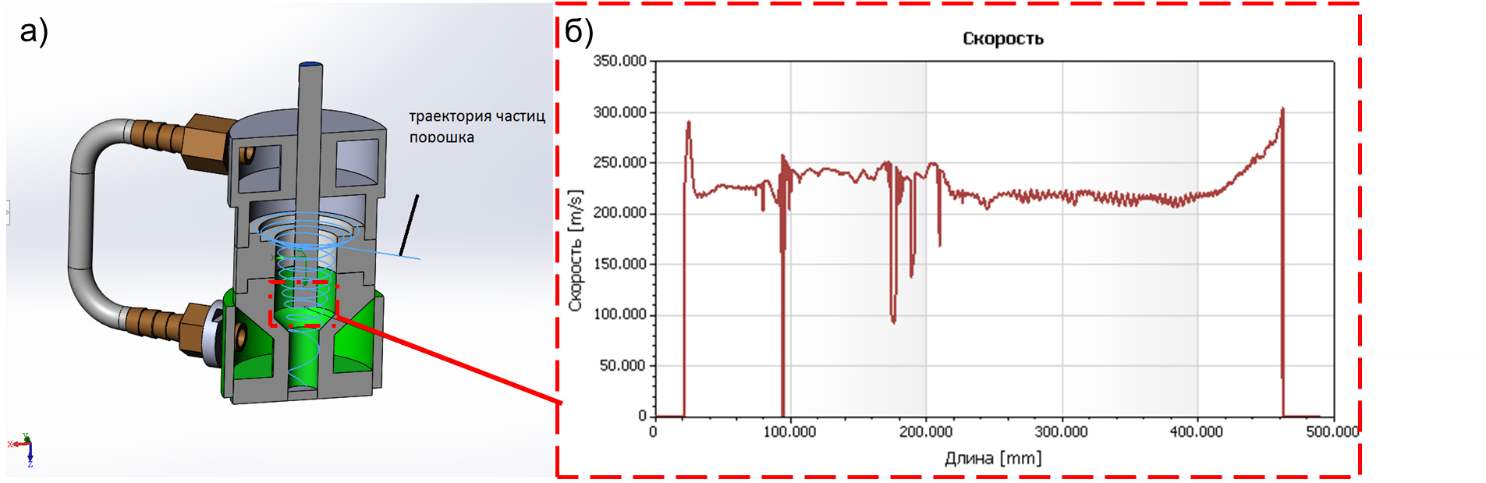 а)
траектория частиц
порошка
б)
Скорость
350.000
300.000
250.000
200.000
150.000
100.000
50.000
0
Скорость [m/s]
0
100.000
200.000
300.000
400.000
500.000
Длина [mm]
X
Y
Z